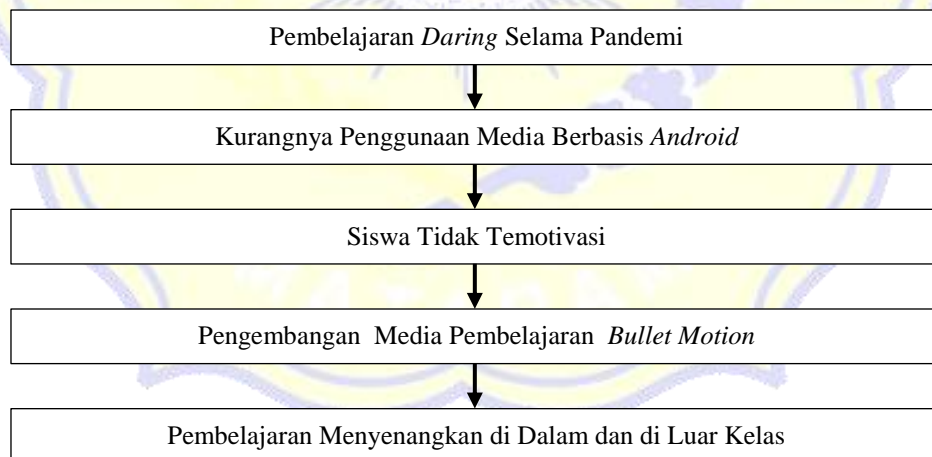 Pembelajaran Daring Selama Pandemi
Kurangnya Penggunaan Media Berbasis Android
Siswa Tidak Temotivasi
Pengembangan Media Pembelajaran Bullet Motion
Pembelajaran Menyenangkan di Dalam dan di Luar Kelas